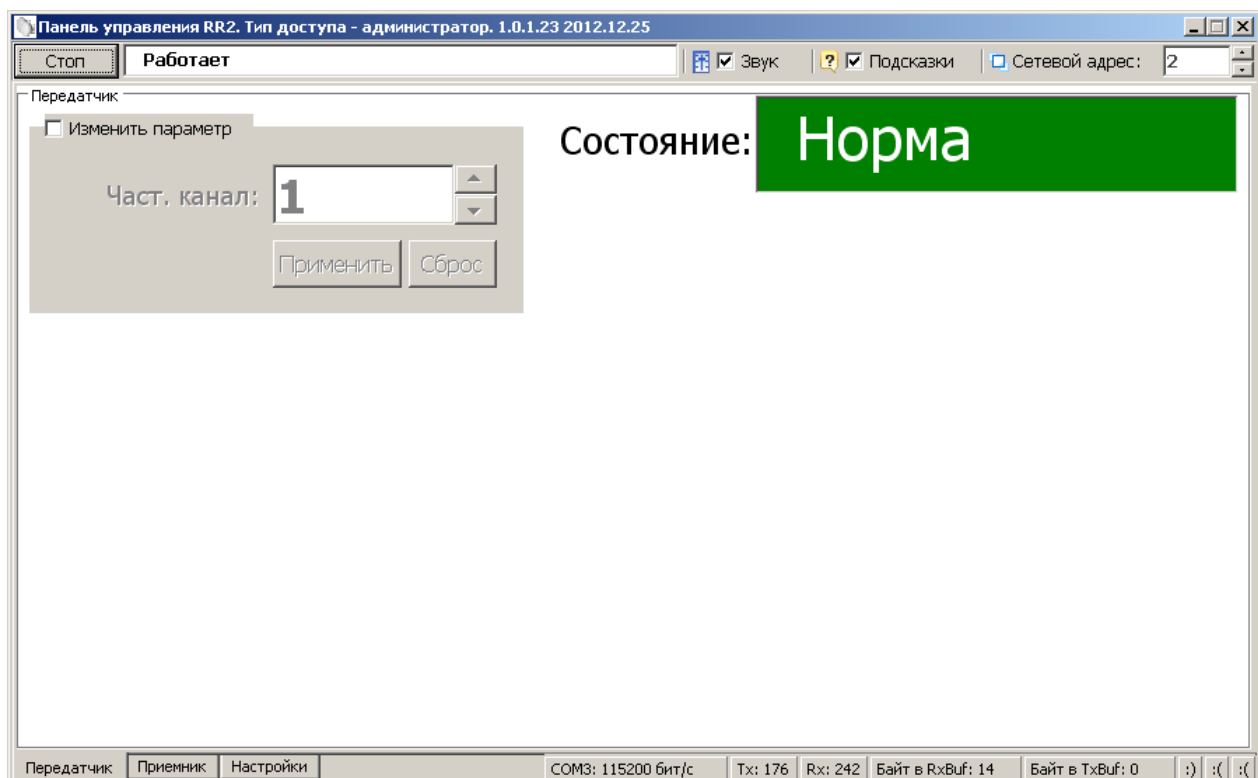 Панель управления RR2. Тип доступа - администратор. 1.0.1.23 2012.12.25
Стоп Работает Звук Подсказки Сетевой адрес: 2
Передатчик
Изменить параметр
Состояние: Норма
Част. канал: 1
Применить Сброс
Передатчик Приемник Настройки COM3: 115200 бит/с Tx: 176 Rx: 242 Байт в RxBuf: 14 Байт в TxBuf: 0 :) :( :(